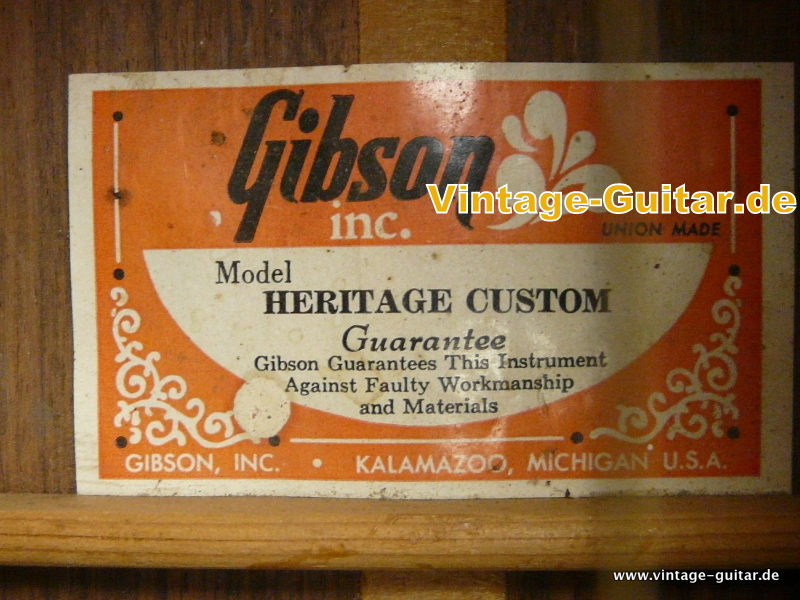 Gibson
inc.
Vintage-Guitar.de
UNION MADE
Model
HERITAGE CUSTOM
Guarantee
Gibson Guarantees This Instrument
Against Faulty Workmanship
and Materials
GIBSON, INC. • KALAMAZOO, MICHIGAN U.S.A.
www.vintage-guitar.de